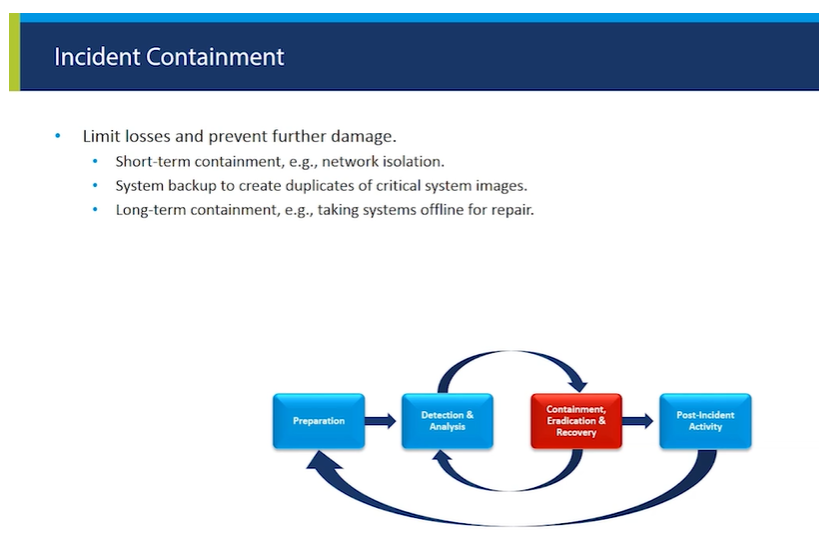 Incident Containment
• Limit losses and prevent further damage.
• Short-term containment, e.g., network isolation.
• System backup to create duplicates of critical system images.
• Long-term containment, e.g., taking systems offline for repair.
Preparation
Detection &
Analysis
Containment,
Eradication &
Recovery
Post-Incident
Activity